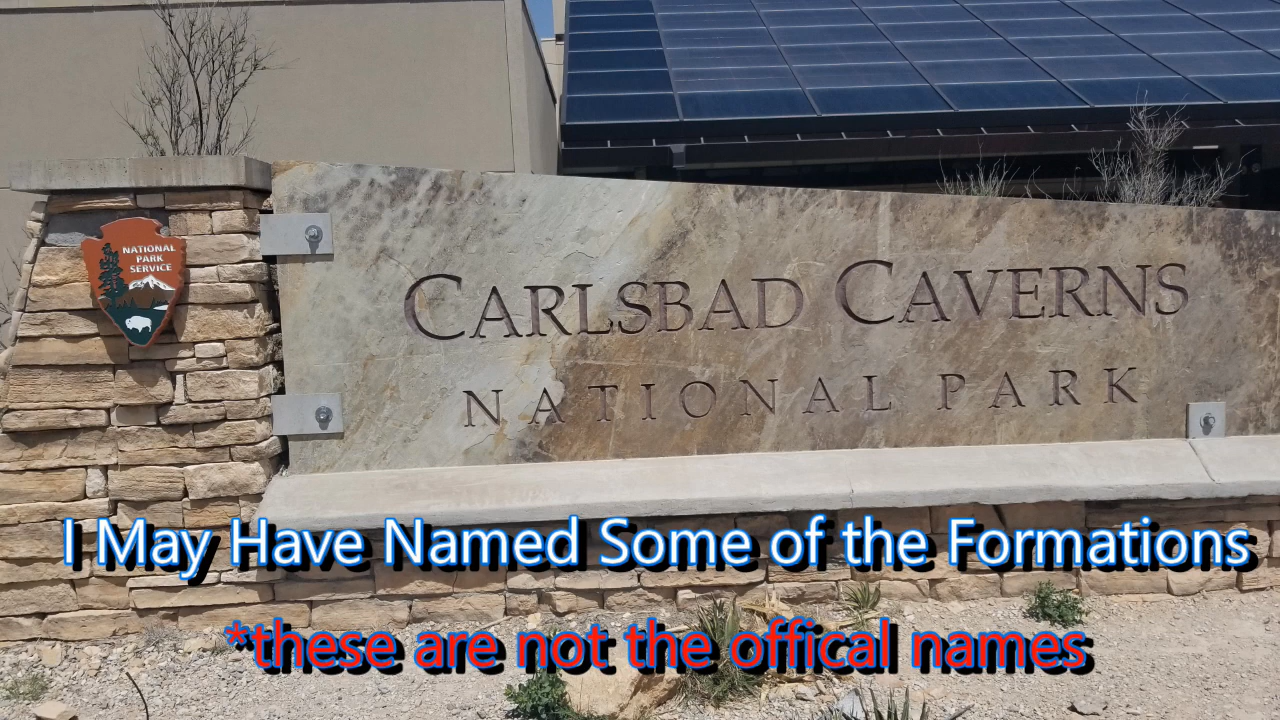 NATIONAL
PARK
SERVICE
CARLSBAD CAVERNS
NATIONAL PARK
I May Have Named Some of the Formations
*these are not the offical names